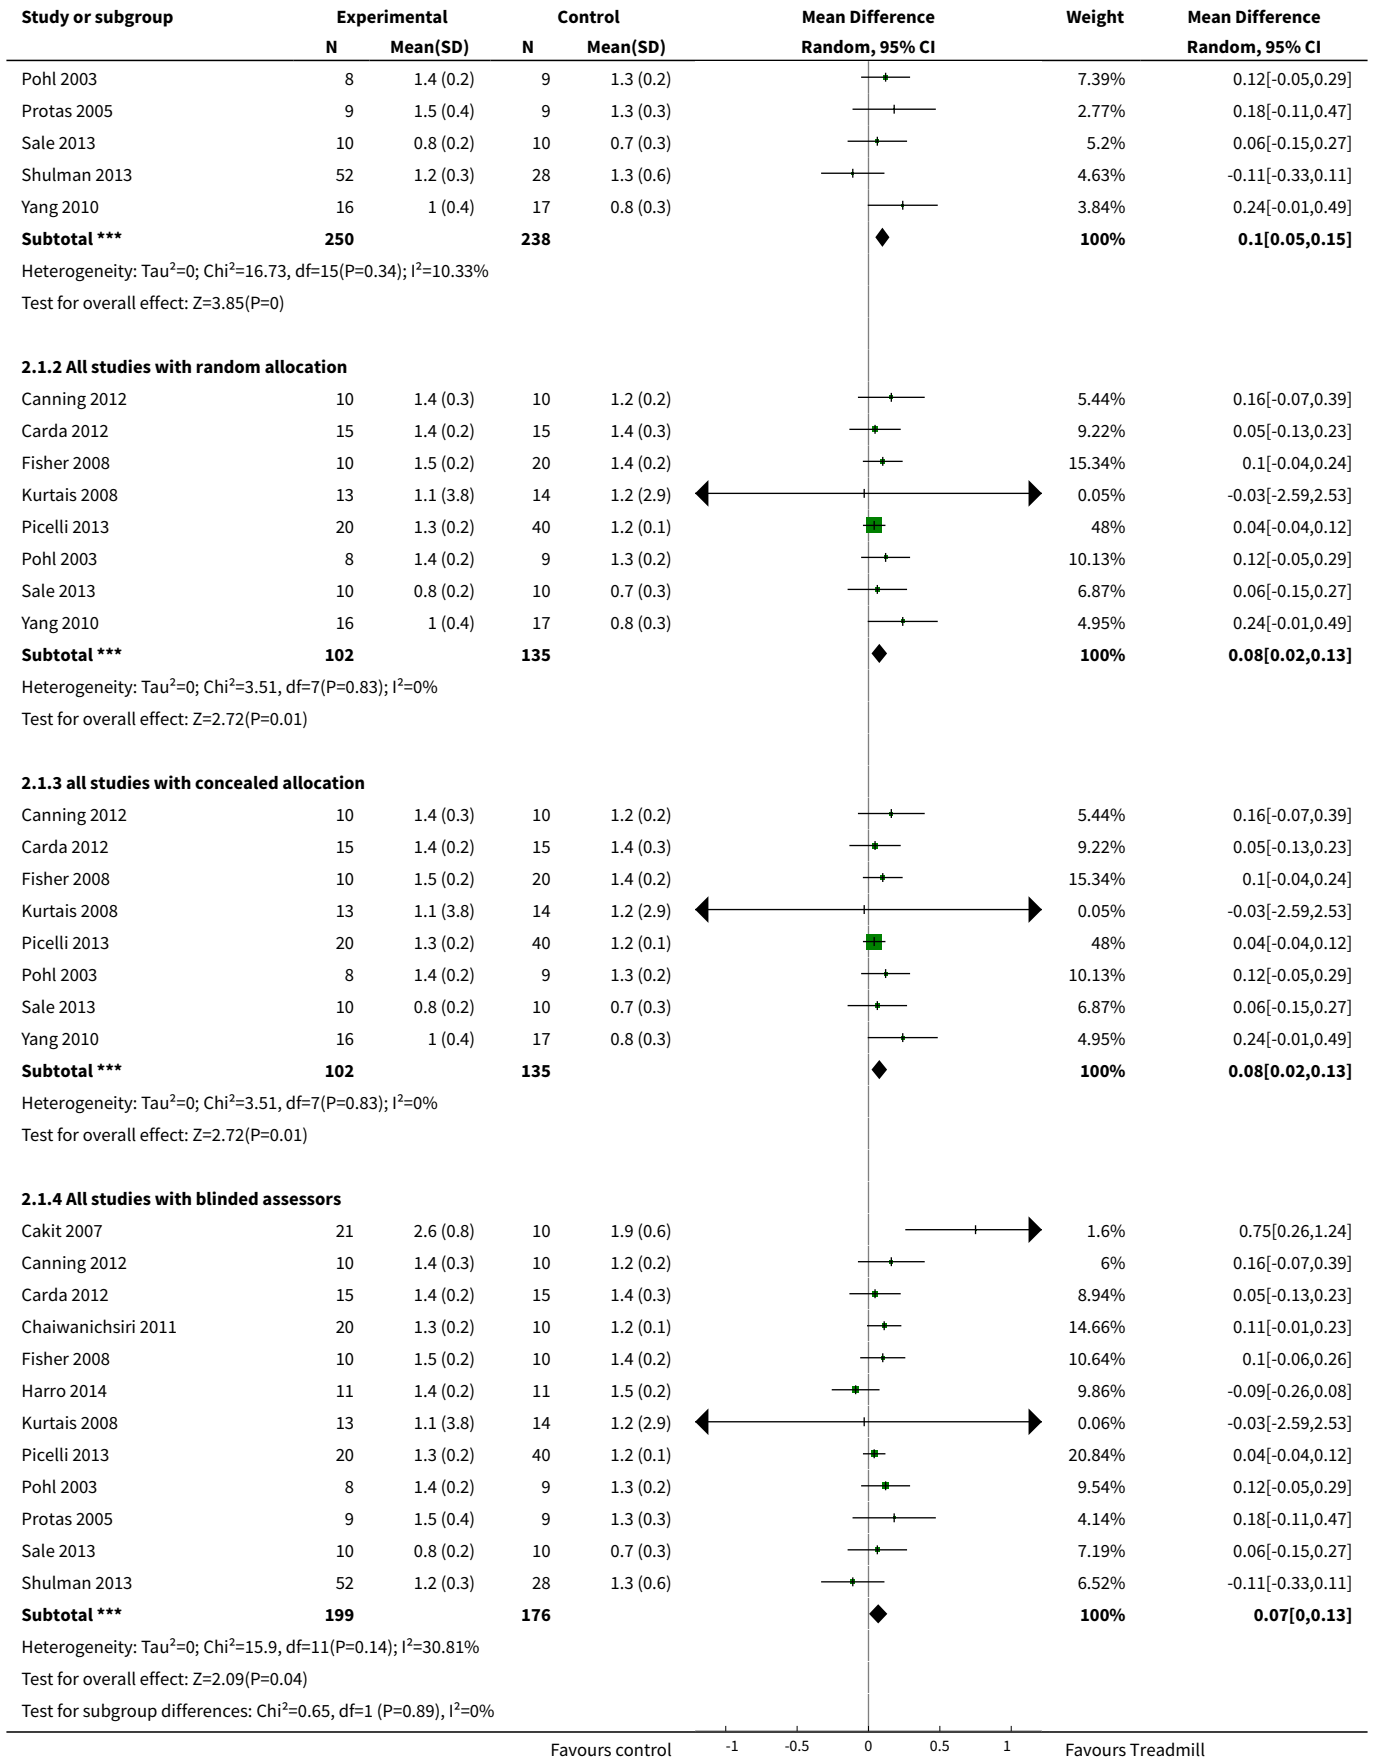 Study or subgroup Experimental Control Mean Difference Weight Mean Difference
N Mean(SD) N Mean(SD) Random, 95% CI Random, 95% CI
Pohl 2003 8 1.4 (0.2) 9 1.3 (0.2) 7.39% 0.12[-0.05,0.29]
Protas 2005 9 1.5 (0.4) 9 1.3 (0.3) 2.77% 0.18[-0.11,0.47]
Sale 2013 10 0.8 (0.2) 10 0.7 (0.3) 5.2% 0.06[-0.15,0.27]
Shulman 2013 52 1.2 (0.3) 28 1.3 (0.6) 4.63% -0.11[-0.33,0.11]
Yang 2010 16 1 (0.4) 17 0.8 (0.3) 3.84% 0.24[-0.01,0.49]
Subtotal *** 250 238 100% 0.1[0.05,0.15]
Heterogeneity: Tau²=0; Chi²=16.73, df=15(P=0.34); I²=10.33%
Test for overall effect: Z=3.85(P=0)
2.1.2 All studies with random allocation
Canning 2012 10 1.4 (0.3) 10 1.2 (0.2) 5.44% 0.16[-0.07,0.39]
Carda 2012 15 1.4 (0.2) 15 1.4 (0.3) 9.22% 0.05[-0.13,0.23]
Fisher 2008 10 1.5 (0.2) 20 1.4 (0.2) 15.34% 0.1[-0.04,0.24]
Kurtais 2008 13 1.1 (3.8) 14 1.2 (2.9) 0.05% -0.03[-2.59,2.53]
Picelli 2013 20 1.3 (0.2) 40 1.2 (0.1) 48% 0.04[-0.04,0.12]
Pohl 2003 8 1.4 (0.2) 9 1.3 (0.2) 10.13% 0.12[-0.05,0.29]
Sale 2013 10 0.8 (0.2) 10 0.7 (0.3) 6.87% 0.06[-0.15,0.27]
Yang 2010 16 1 (0.4) 17 0.8 (0.3) 4.95% 0.24[-0.01,0.49]
Subtotal *** 102 135 100% 0.08[0.02,0.13]
Heterogeneity: Tau²=0; Chi²=3.51, df=7(P=0.83); I²=0%
Test for overall effect: Z=2.72(P=0.01)
2.1.3 all studies with concealed allocation
Canning 2012 10 1.4 (0.3) 10 1.2 (0.2) 5.44% 0.16[-0.07,0.39]
Carda 2012 15 1.4 (0.2) 15 1.4 (0.3) 9.22% 0.05[-0.13,0.23]
Fisher 2008 10 1.5 (0.2) 20 1.4 (0.2) 15.34% 0.1[-0.04,0.24]
Kurtais 2008 13 1.1 (3.8) 14 1.2 (2.9) 0.05% -0.03[-2.59,2.53]
Picelli 2013 20 1.3 (0.2) 40 1.2 (0.1) 48% 0.04[-0.04,0.12]
Pohl 2003 8 1.4 (0.2) 9 1.3 (0.2) 10.13% 0.12[-0.05,0.29]
Sale 2013 10 0.8 (0.2) 10 0.7 (0.3) 6.87% 0.06[-0.15,0.27]
Yang 2010 16 1 (0.4) 17 0.8 (0.3) 4.95% 0.24[-0.01,0.49]
Subtotal *** 102 135 100% 0.08[0.02,0.13]
Heterogeneity: Tau²=0; Chi²=3.51, df=7(P=0.83); I²=0%
Test for overall effect: Z=2.72(P=0.01)
2.1.4 All studies with blinded assessors
Cakit 2007 21 2.6 (0.8) 10 1.9 (0.6) 1.6% 0.75[0.26,1.24]
Canning 2012 10 1.4 (0.3) 10 1.2 (0.2) 6% 0.16[-0.07,0.39]
Carda 2012 15 1.4 (0.2) 15 1.4 (0.3) 8.94% 0.05[-0.13,0.23]
Chaiwanichsiri 2011 20 1.3 (0.2) 10 1.2 (0.1) 14.66% 0.11[-0.01,0.23]
Fisher 2008 10 1.5 (0.2) 10 1.4 (0.2) 10.64% 0.1[-0.06,0.26]
Harro 2014 11 1.4 (0.2) 11 1.5 (0.2) 9.86% -0.09[-0.26,0.08]
Kurtais 2008 13 1.1 (3.8) 14 1.2 (2.9) 0.06% -0.03[-2.59,2.53]
Picelli 2013 20 1.3 (0.2) 40 1.2 (0.1) 20.84% 0.04[-0.04,0.12]
Pohl 2003 8 1.4 (0.2) 9 1.3 (0.2) 9.54% 0.12[-0.05,0.29]
Protas 2005 9 1.5 (0.4) 9 1.3 (0.3) 4.14% 0.18[-0.11,0.47]
Sale 2013 10 0.8 (0.2) 10 0.7 (0.3) 7.19% 0.06[-0.15,0.27]
Shulman 2013 52 1.2 (0.3) 28 1.3 (0.6) 6.52% -0.11[-0.33,0.11]
Subtotal *** 199 176 100% 0.07[0,0.13]
Heterogeneity: Tau²=0; Chi²=15.9, df=11(P=0.14); I²=30.81%
Test for overall effect: Z=2.09(P=0.04)
Test for subgroup differences: Chi²=0.65, df=1 (P=0.89), I²=0%
Favours control -1 -0.5 0 0.5 1 Favours Treadmill